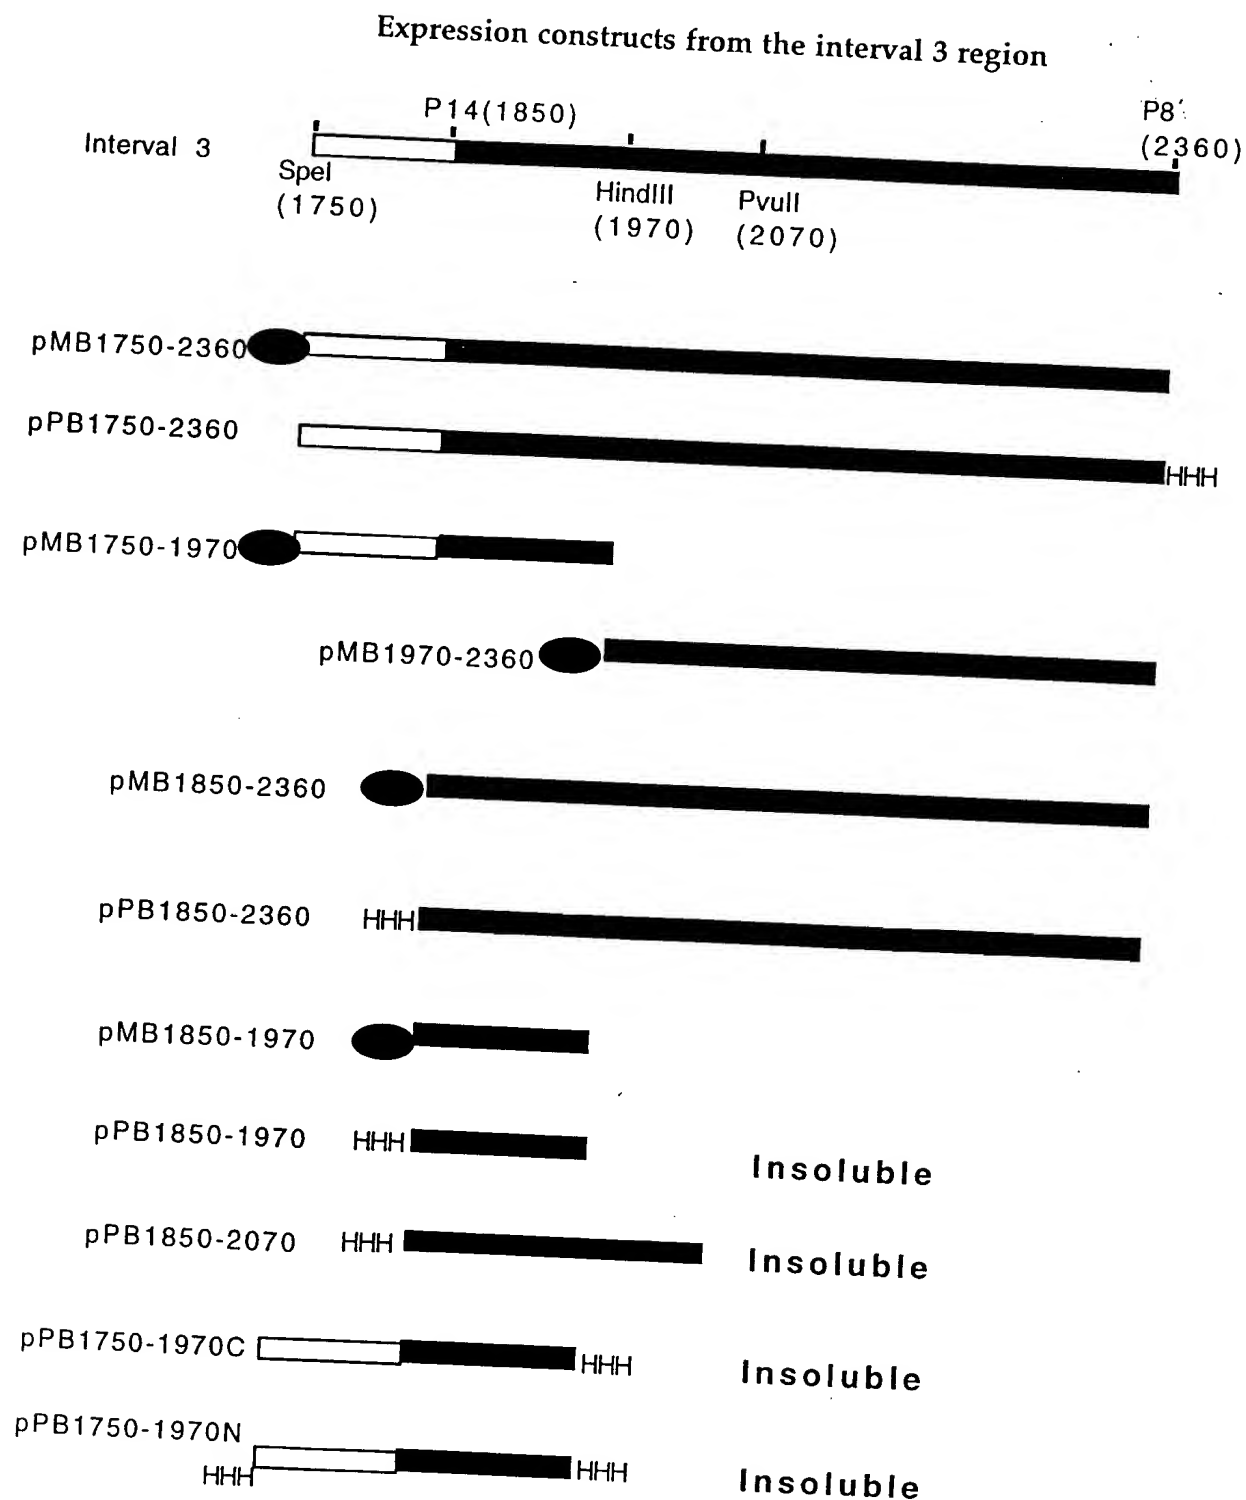 Expression constructs from the interval 3 region
P14(1850)
P8'
(2360)
Interval 3
SpeI
(1750)
HindIII
(1970)
PvuII
(2070)
pMB1750-2360
pPB1750-2360
HHH
pMB1750-1970
pMB1970-2360
pMB1850-2360
pPB1850-2360 HHH
pMB1850-1970
pPB1850-1970 HHH
Insoluble
pPB1850-2070 HHH
Insoluble
pPB1750-1970C HHH
Insoluble
pPB1750-1970N
HHH HHH
Insoluble